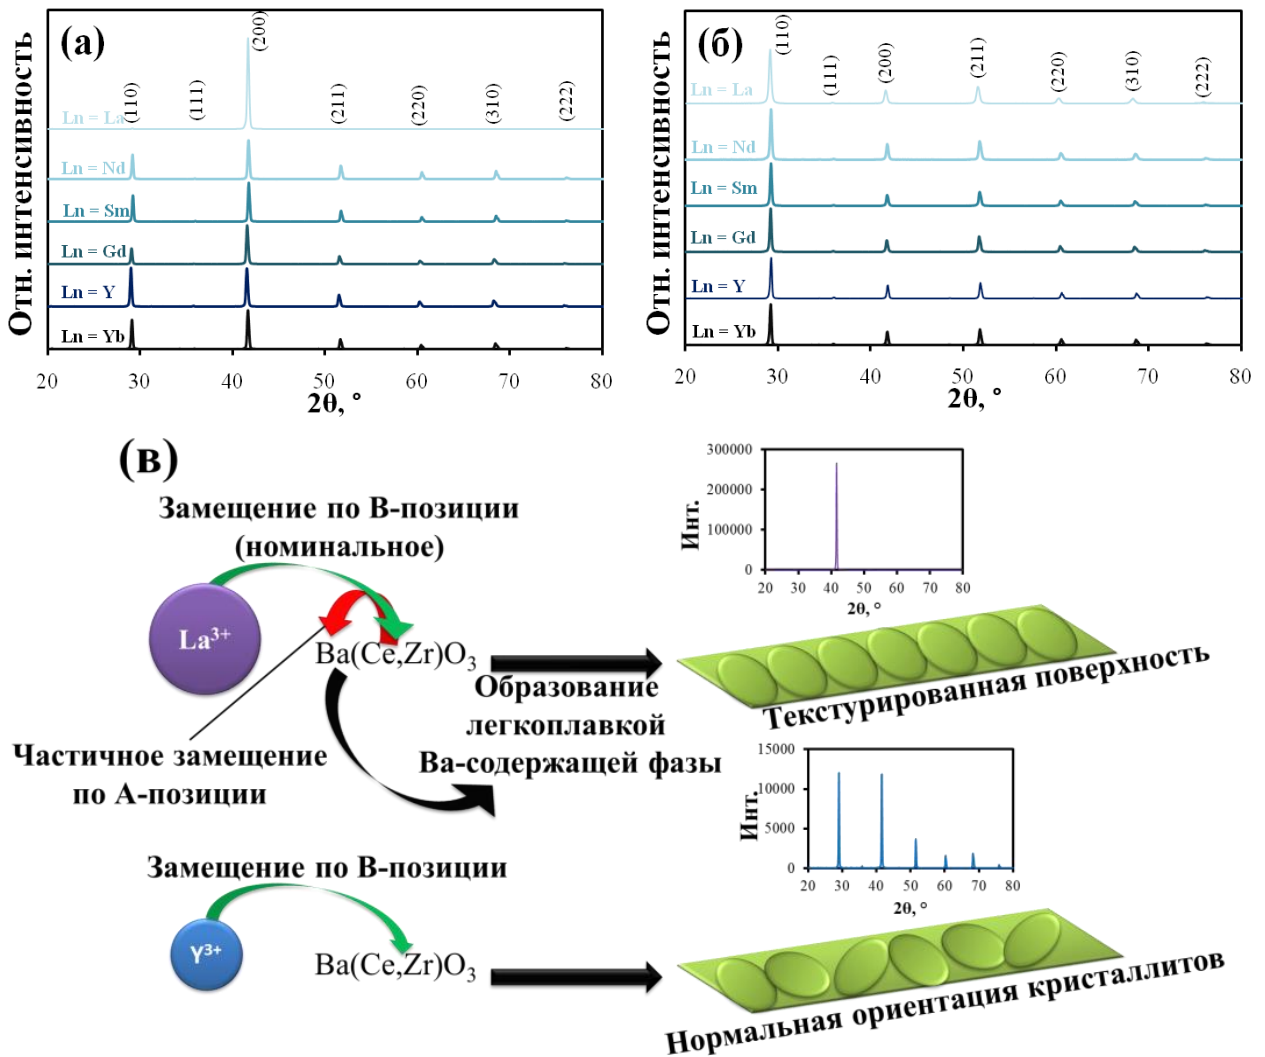 (а)
Отн. интенсивность
(110)
(111)
(200)
(211)
(220)
(310)
(222)
Ln = La
Ln = Nd
Ln = Sm
Ln = Gd
Ln = Y
Ln = Yb
20 30 40 50 60 70 80
2θ, °
(б)
Отн. интенсивность
(110)
(111)
(200)
(211)
(220)
(310)
(222)
Ln = La
Ln = Nd
Ln = Sm
Ln = Gd
Ln = Y
Ln = Yb
20 30 40 50 60 70 80
2θ, °
(в)
Замещение по В-позиции
(номинальное)
La³⁺
Ba(Ce,Zr)O₃
Частичное замещение
по А-позиции
Образование
легкоплавкой
Ва-содержащей фазы
Инт.
300000
200000
100000
0
20 30 40 50 60 70 80
2θ, °
Текстурированная поверхность
Замещение по В-позиции
Y³⁺
Ba(Ce,Zr)O₃
Инт.
15000
10000
5000
0
20 30 40 50 60 70 80
2θ, °
Нормальная ориентация кристаллитов